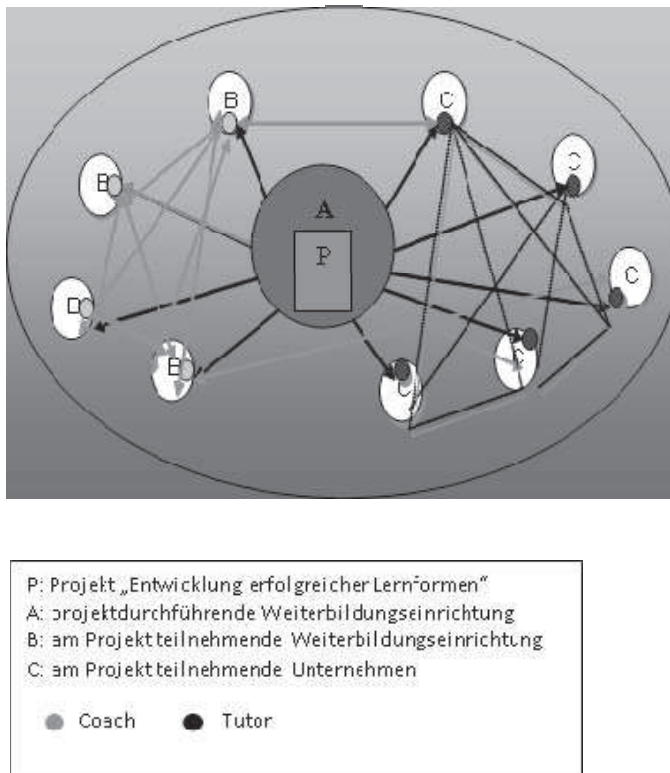 B
C
B
C
A
P
C
B
C
B
C
P: Projekt „Entwicklung erfolgreicher Lernformen“
A: projektdurchführende Weiterbildungseinrichtung
B: am Projekt teilnehmende Weiterbildungseinrichtung
C: am Projekt teilnehmende Unternehmen
Coach Tutor